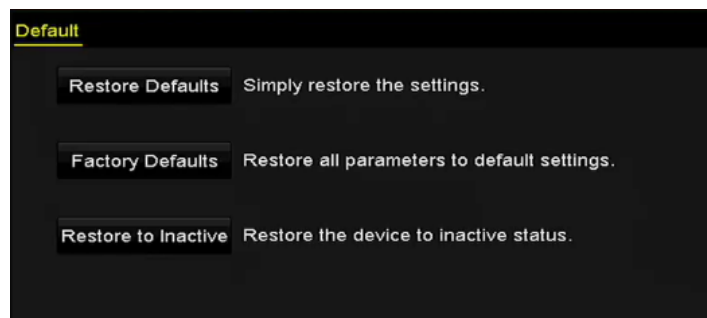 Default
Restore Defaults Simply restore the settings.
Factory Defaults Restore all parameters to default settings.
Restore to Inactive Restore the device to inactive status.